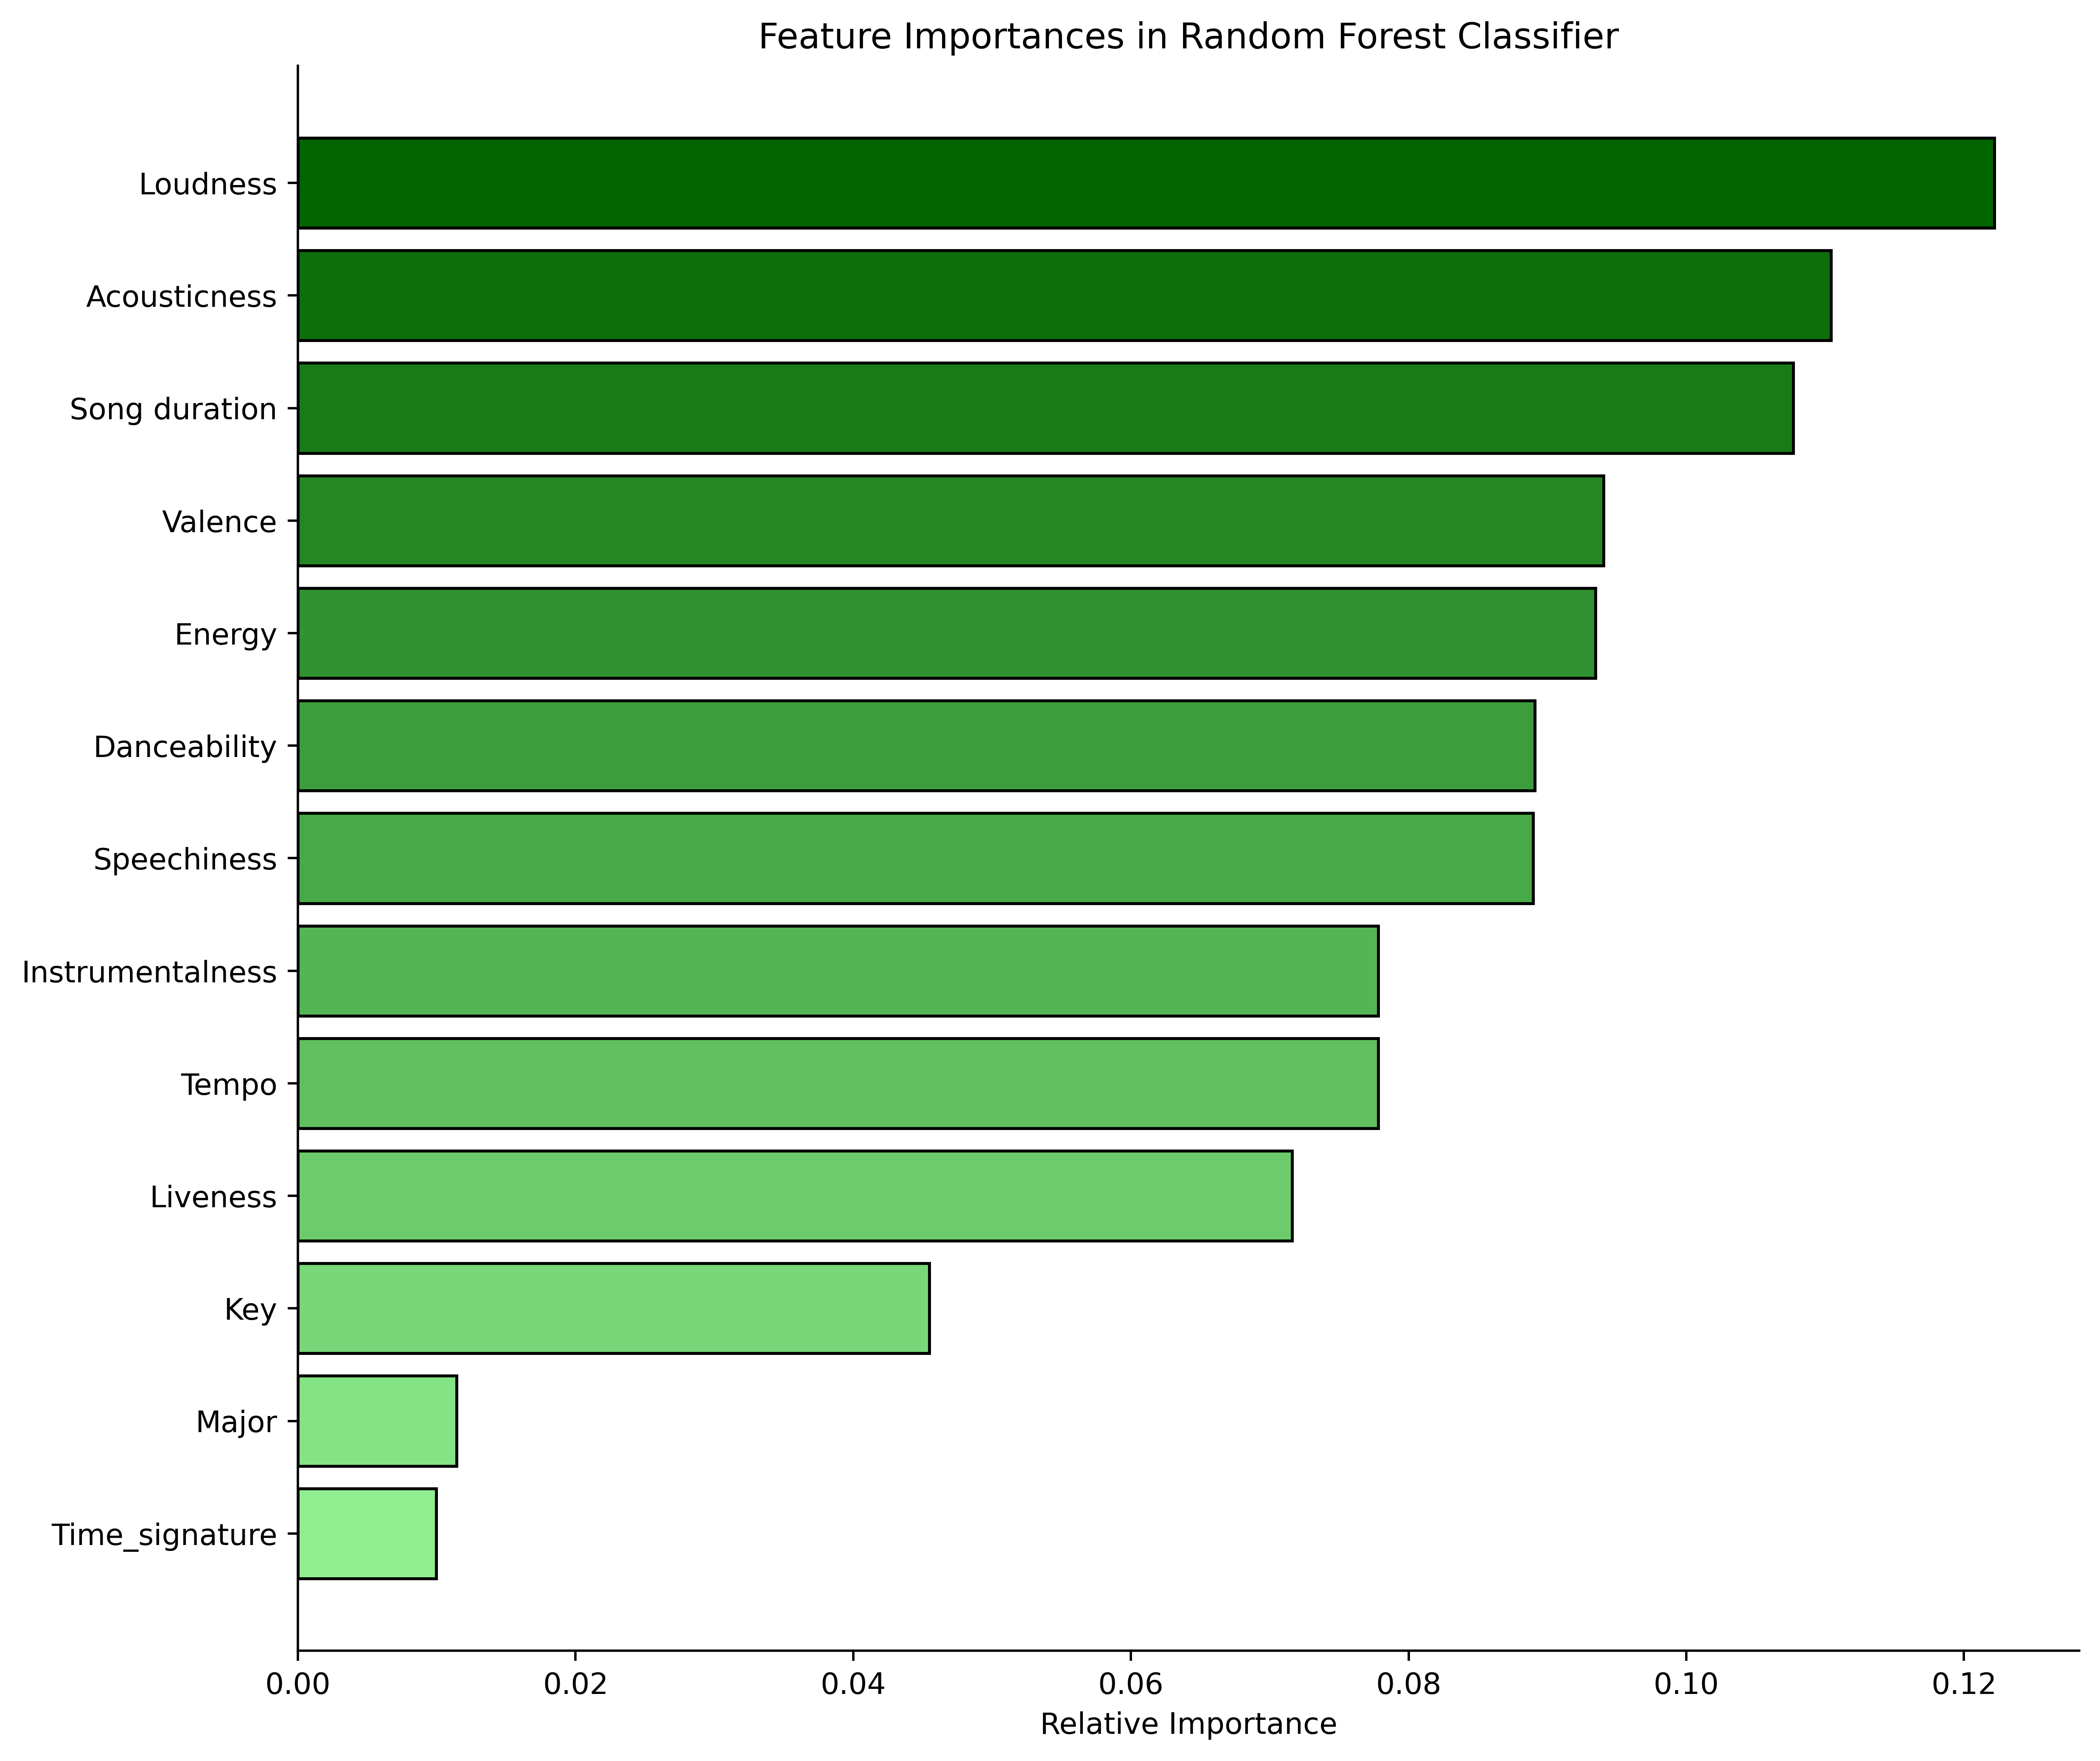 Feature Importances in Random Forest Classifier
Loudness
Acousticness
Song duration
Valence
Energy
Danceability
Speechiness
Instrumentalness
Tempo
Liveness
Key
Major
Time_signature
0.00 0.02 0.04 0.06 0.08 0.10 0.12
Relative Importance